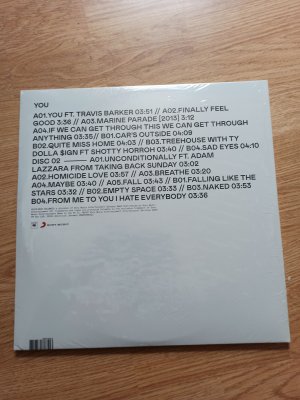 YOU
A01.YOU FT. TRAVIS BARKER 03:51 // A02.FINALLY FEEL
GOOD 3:36 // A03.MARINE PARADE [2013] 3:12
A04.IF WE CAN GET THROUGH THIS WE CAN GET THROUGH
ANYTHING 03:35// B01.CAR'S OUTSIDE 04:09
B02.QUITE MISS HOME 04:03 // B03.TREEHOUSE WITH TY
DOLLA $IGN FT SHOTTY HORROH 03:40 // B04.SAD EYES 04:10
DISC 02 ——— A01.UNCONDITIONALLY FT. ADAM
LAZZARA FROM TAKING BACK SUNDAY 03:02
A02.HOMICIDE LOVE 03:57 // A03.BREATHE 03:20
A04.MAYBE 03:40 // A05.FALL 03:43 // B01.FALLING LIKE THE
STARS 03:32 // B02.EMPTY SPACE 03:33 // B03.NAKED 03:53
B04.FROM ME TO YOU I HATE EVERYBODY 03:36
SONY MUSIC